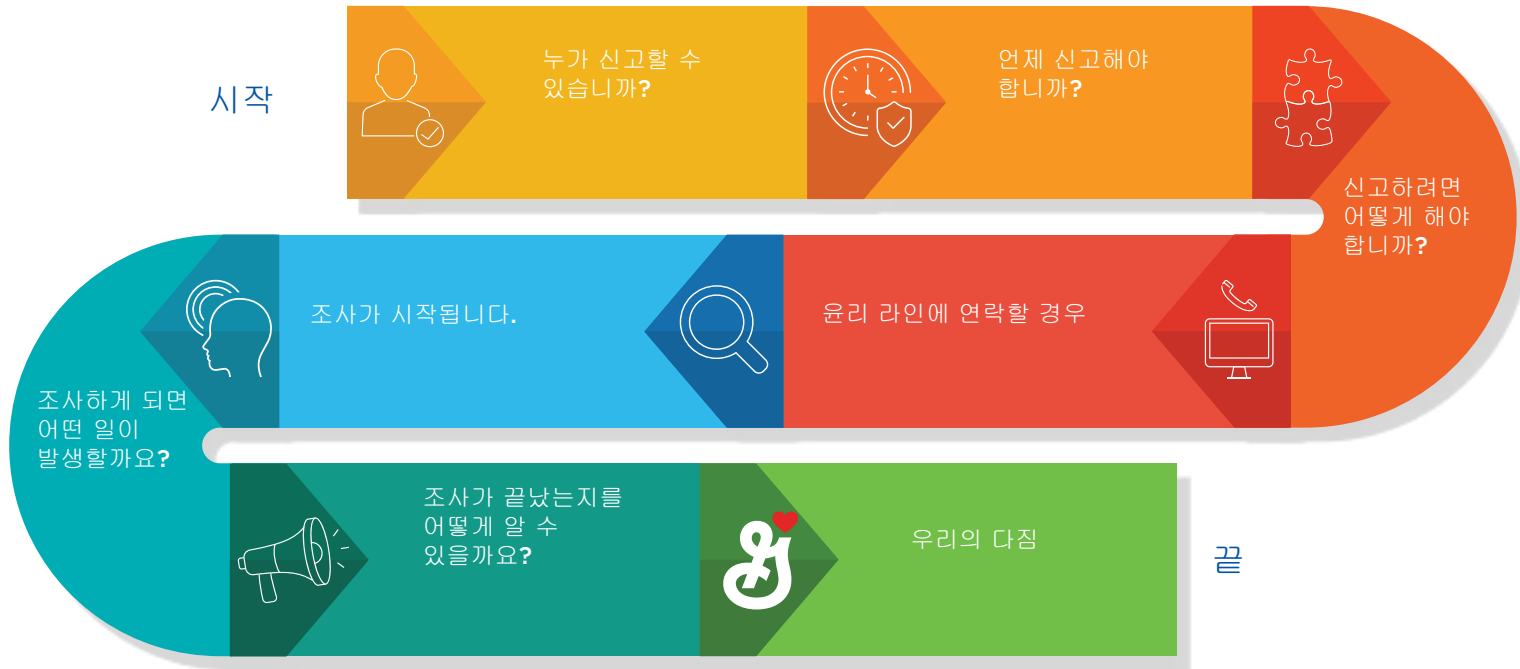 시작
누가 신고할 수
있습니까?
언제 신고해야
합니까?
신고하려면
어떻게 해야
합니까?
윤리 라인에 연락할 경우
조사가 시작됩니다.
조사하게 되면
어떤 일이
발생할까요?
조사가 끝났는지를
어떻게 알 수
있을까요?
우리의 다짐
끝